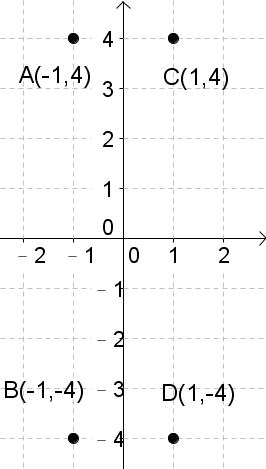 4
A(-1,4) C(1,4)
3
2
1
0
– 2 – 1 0 1 2
– 1
– 2
B(-1,-4) – 3 D(1,-4)
– 4